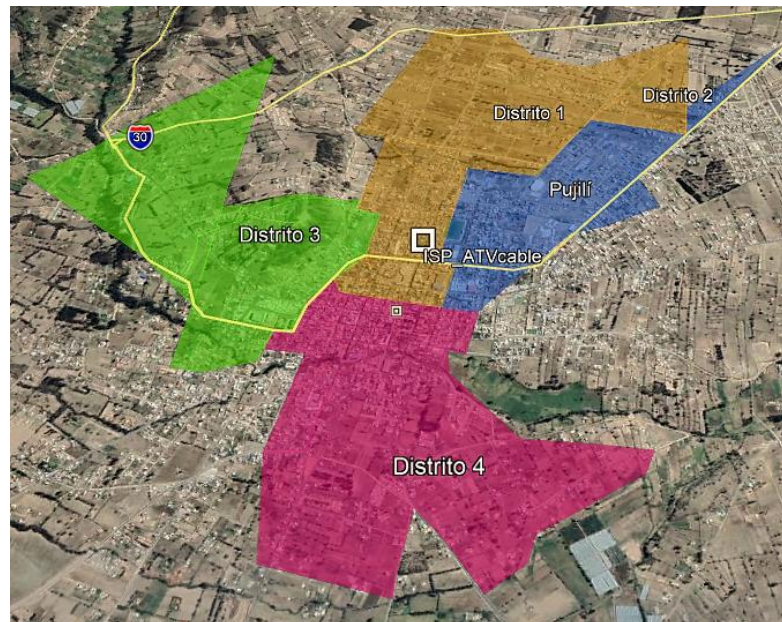 Distrito 2
Distrito 1
30
Pujilí
Distrito 3
ISP_ATVcable
Distrito 4